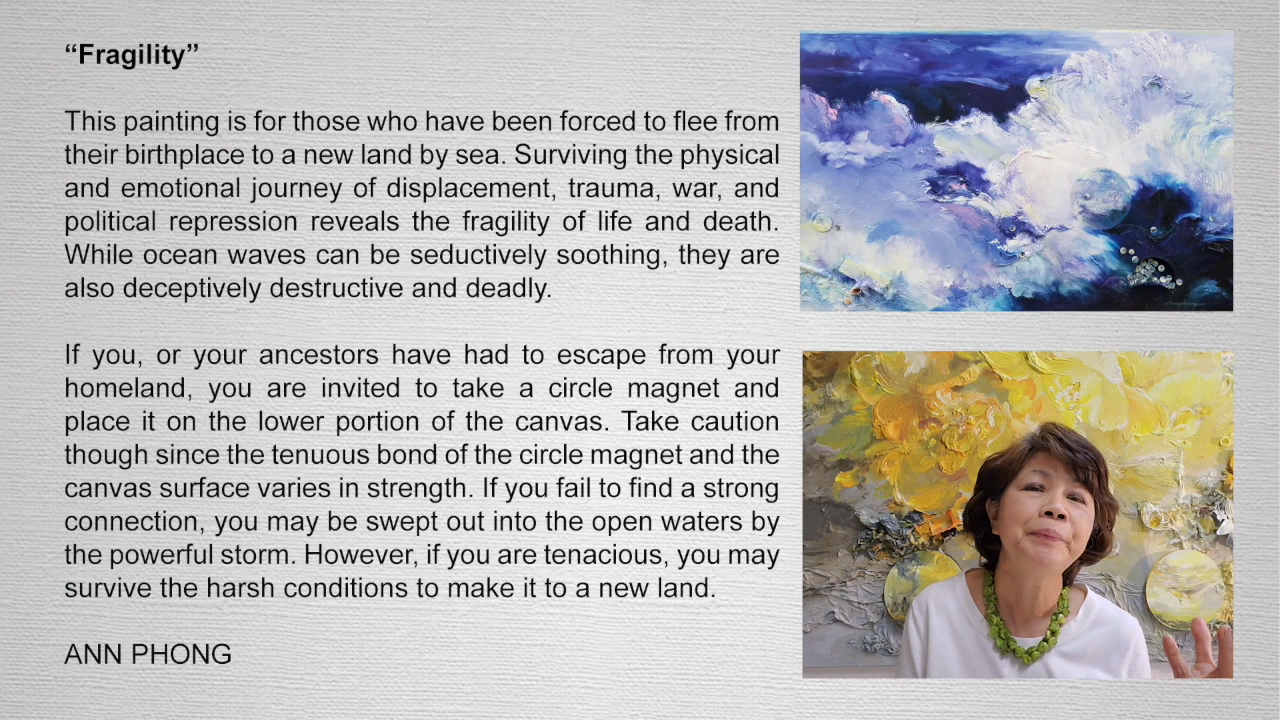 “Fragility”
This painting is for those who have been forced to flee from
their birthplace to a new land by sea. Surviving the physical
and emotional journey of displacement, trauma, war, and
political repression reveals the fragility of life and death.
While ocean waves can be seductively soothing, they are
also deceptively destructive and deadly.
If you, or your ancestors have had to escape from your
homeland, you are invited to take a circle magnet and
place it on the lower portion of the canvas. Take caution
though since the tenuous bond of the circle magnet and the
canvas surface varies in strength. If you fail to find a strong
connection, you may be swept out into the open waters by
the powerful storm. However, if you are tenacious, you may
survive the harsh conditions to make it to a new land.
ANN PHONG